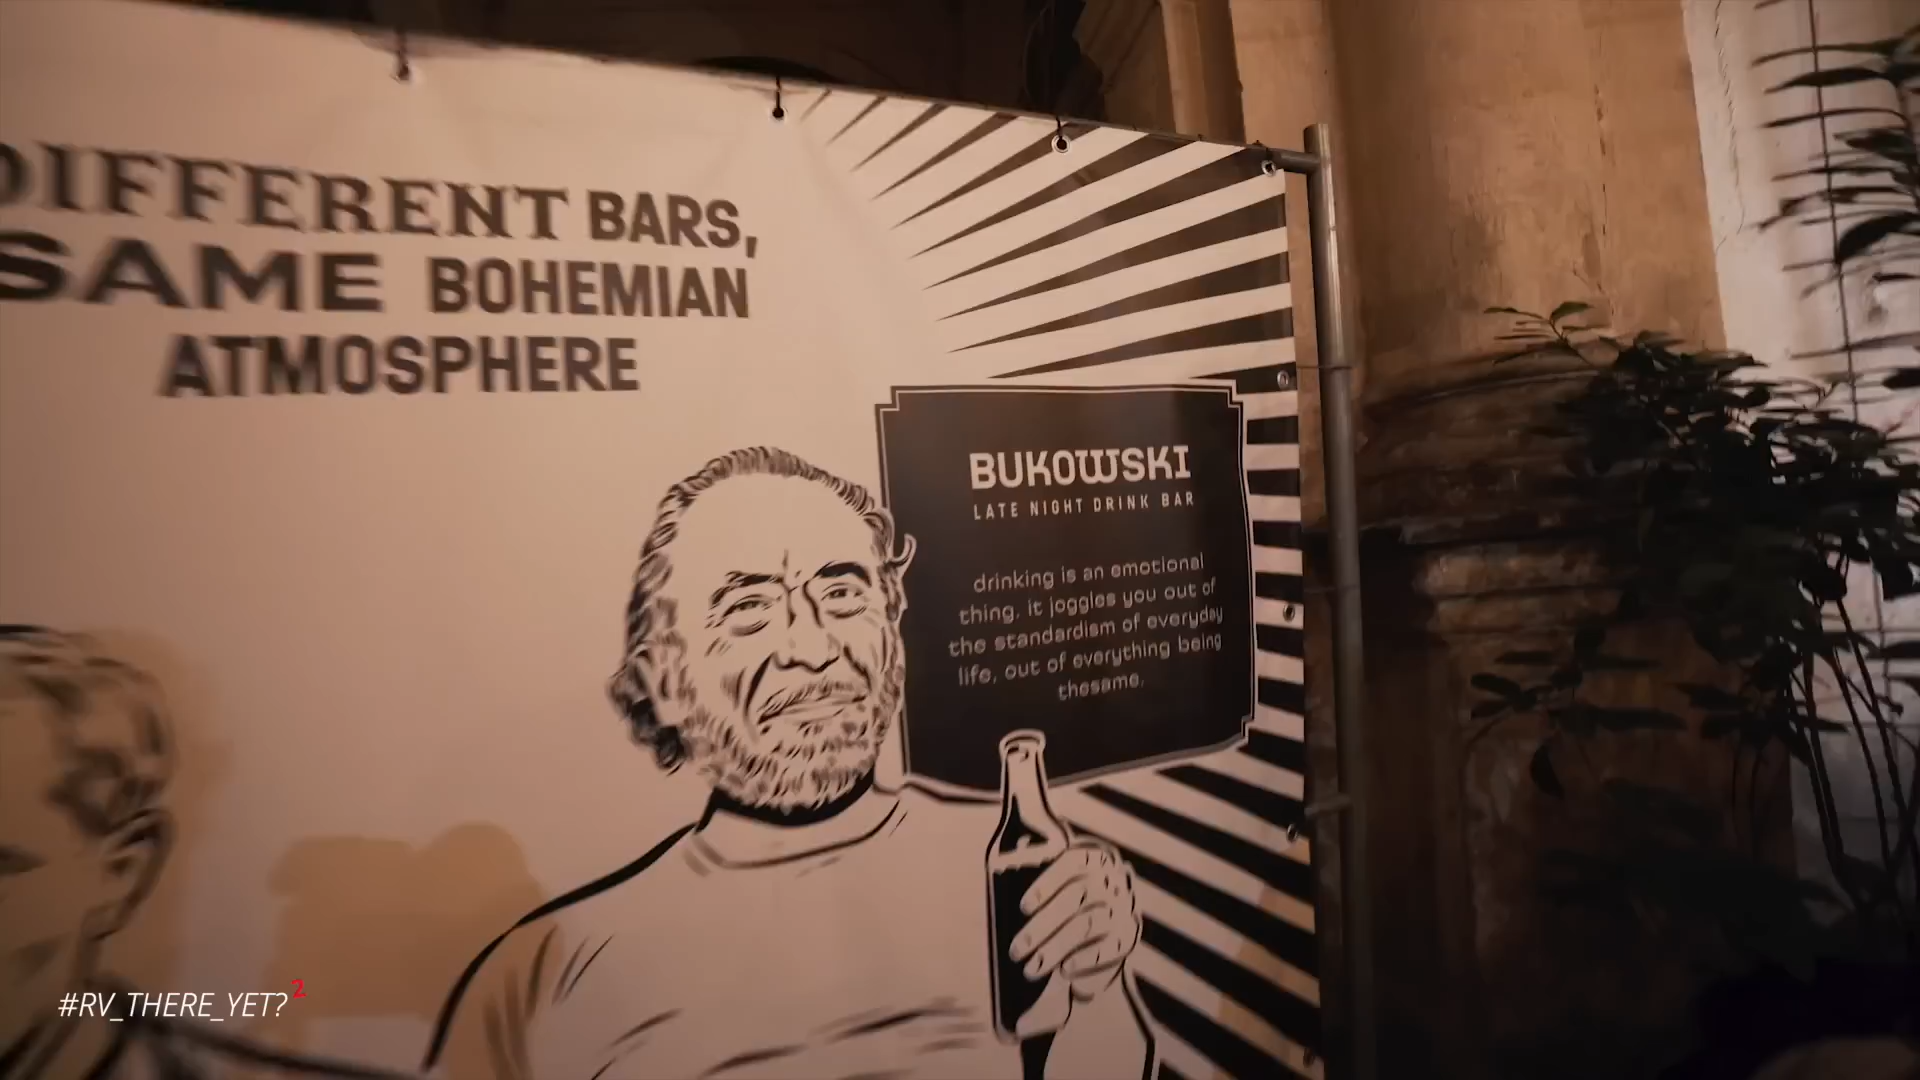 DIFFERENT BARS,
SAME BOHEMIAN
ATMOSPHERE
BUKOWSKI
LATE NIGHT DRINK BAR
drinking is an emotional
thing. it joggles you out of
the standardism of everyday
life, out of everything being
thesame.
#RV_THERE_YET?2